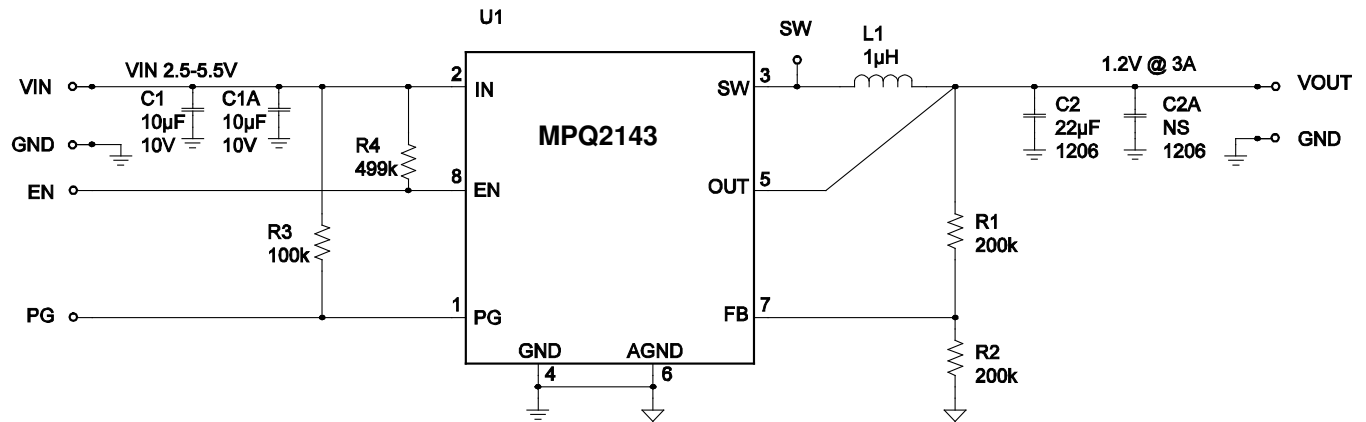 U1
SW
L1
1µH
VIN
VIN 2.5-5.5V
2
IN
SW
3
1.2V @ 3A
VOUT
C1
10µF
10V
C1A
10µF
10V
MPQ2143
C2
22µF
1206
C2A
NS
1206
GND
GND
R4
499k
EN
8
EN
OUT
5
R3
100k
R1
200k
PG
1
PG
FB
7
GND
4
AGND
6
R2
200k